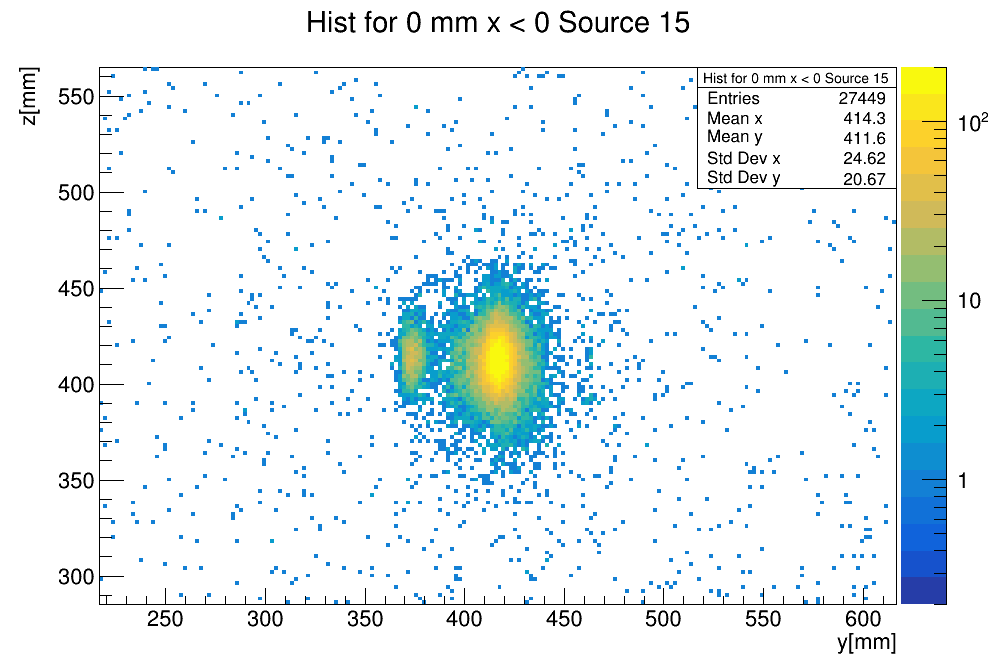 Hist for 0 mm x < 0 Source 15
z[mm]
Hist for 0 mm x < 0 Source 15
Entries 27449
Mean x 414.3
Mean y 411.6
Std Dev x 24.62
Std Dev y 20.67
550
500
450
400
350
300
250 300 350 400 450 500 550 600
y[mm]
10²
10
1